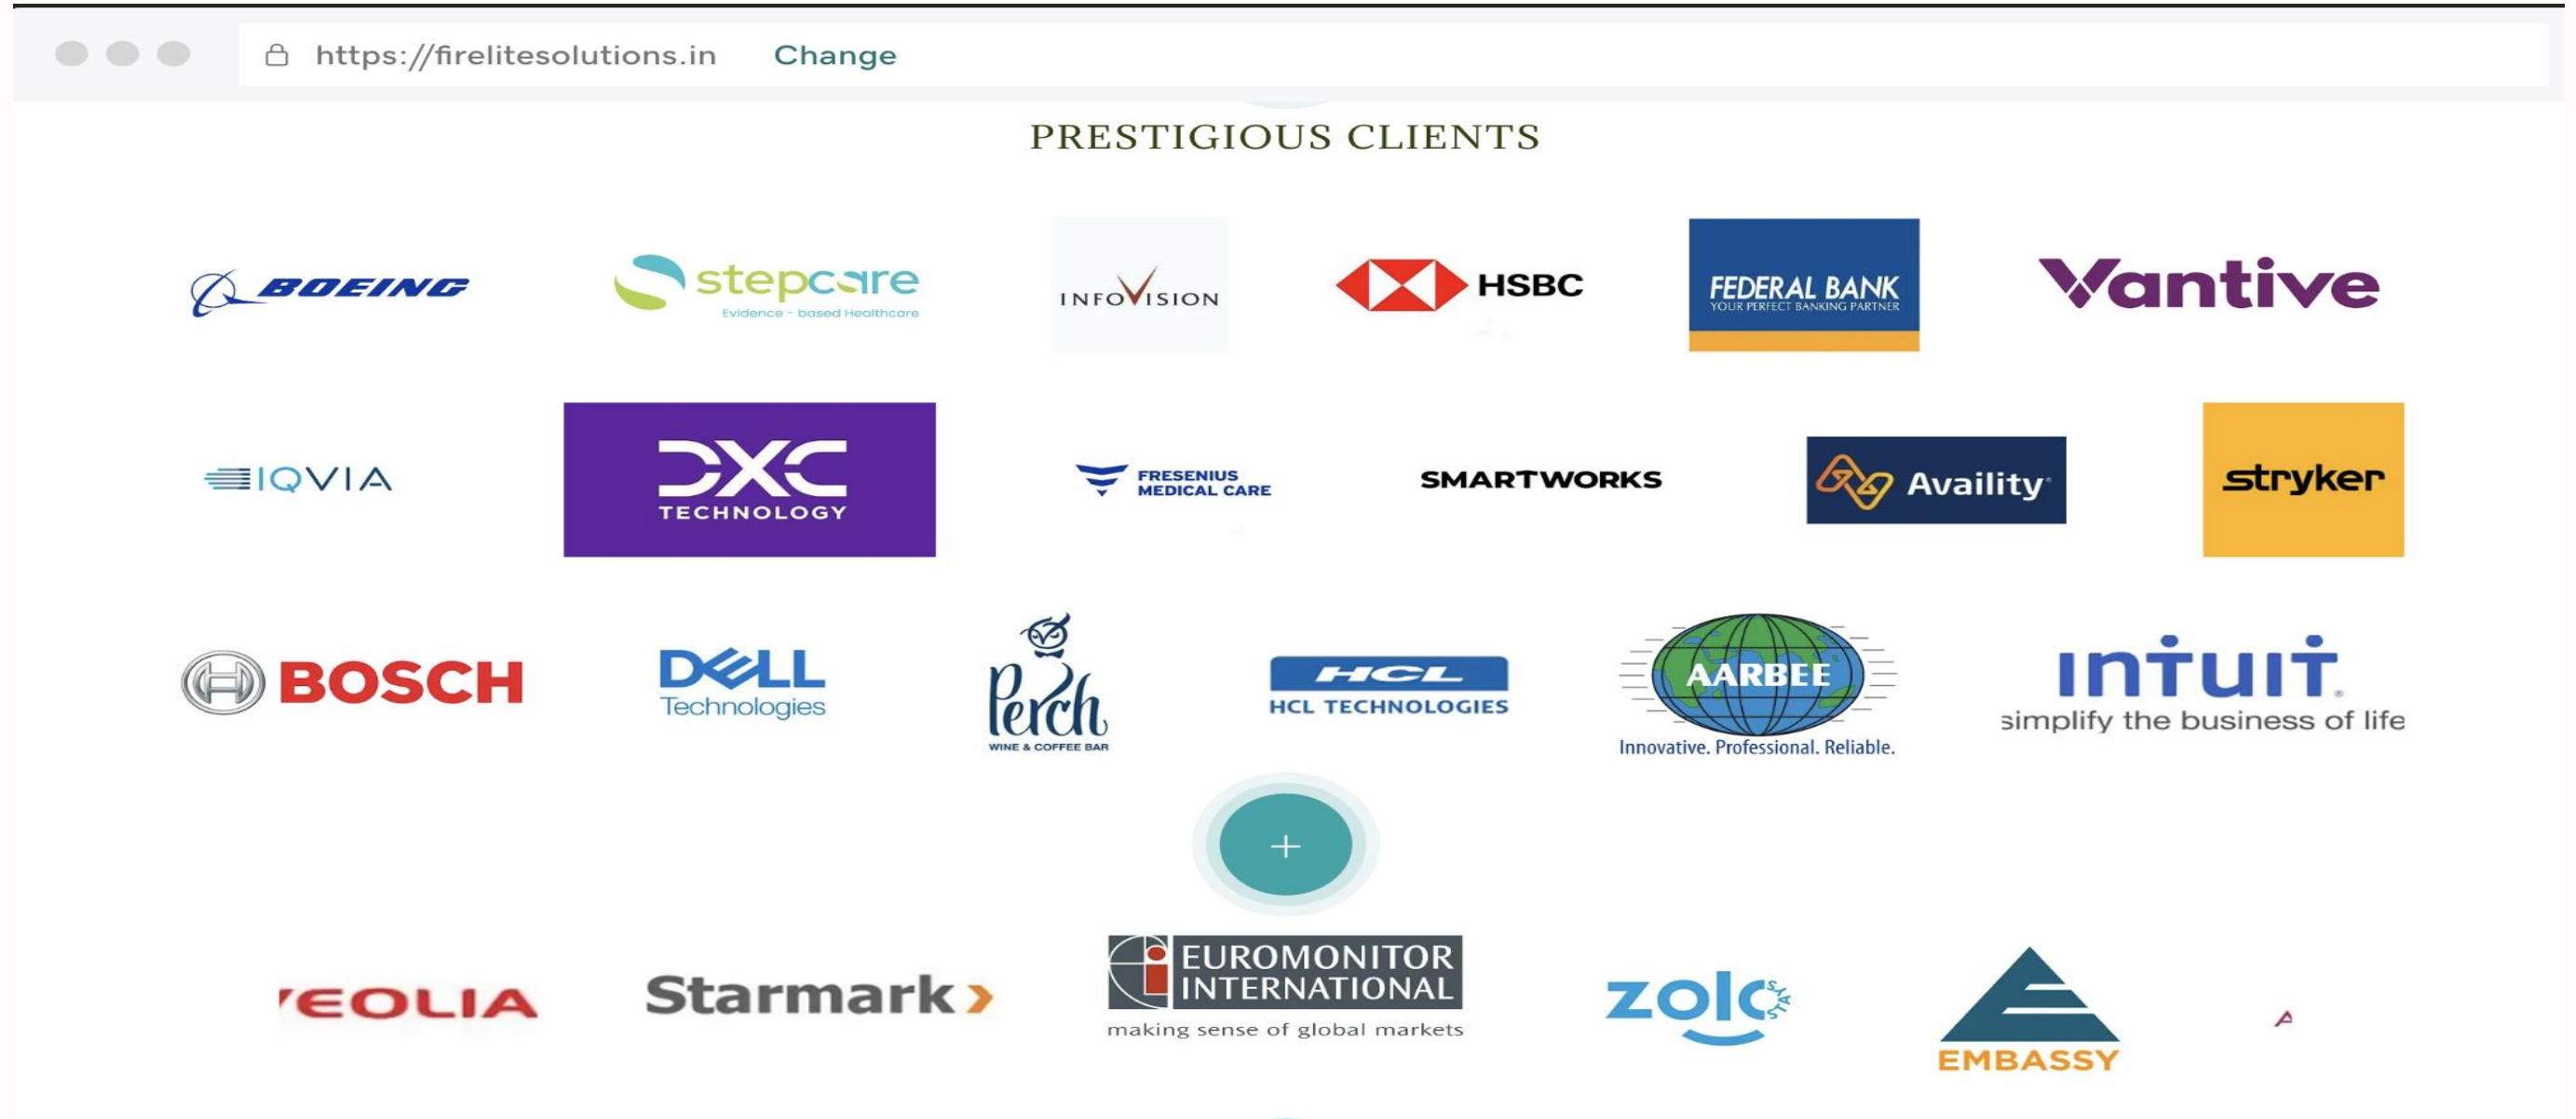 https://firelitesolutions.in Change
PRESTIGIOUS CLIENTS
BOEING
stepcare
Evidence - based Healthcare
INFOVISION
HSBC
FEDERAL BANK
YOUR PERFECT BANKING PARTNER
Vantive
IQVIA
DXC
TECHNOLOGY
FRESENIUS
MEDICAL CARE
SMARTWORKS
Availity
stryker
BOSCH
DELL
Technologies
Perch
WINE & COFFEE BAR
HCL
HCL TECHNOLOGIES
AARBEE
Innovative. Professional. Reliable.
intuit
simplify the business of life
+
VEOLIA
Starmark
EUROMONITOR
INTERNATIONAL
making sense of global markets
zolo
STAYS
EMBASSY